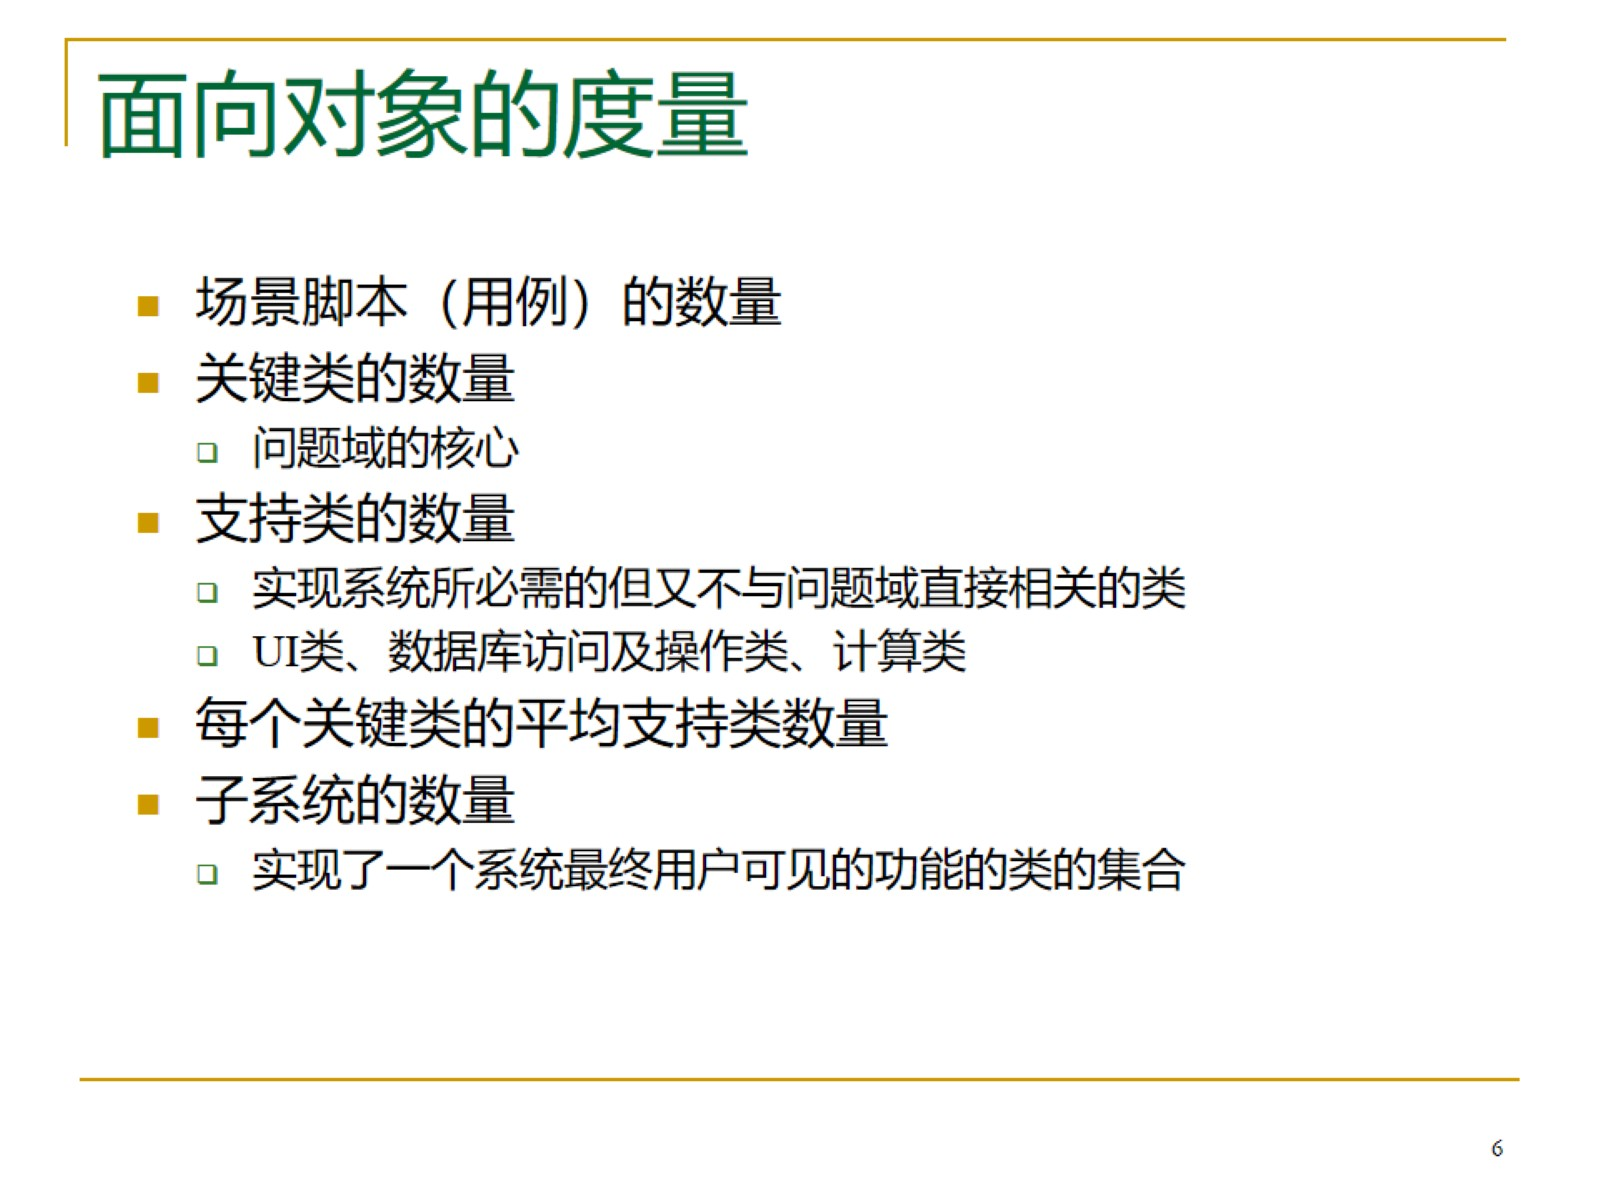 面向对象的度量
场景脚本（用例）的数量
关键类的数量
问题域的核心
支持类的数量
实现系统所必需的但又不与问题域直接相关的类
UI类、数据库访问及操作类、计算类
每个关键类的平均支持类数量
子系统的数量
实现了一个系统最终用户可见的功能的类的集合
6